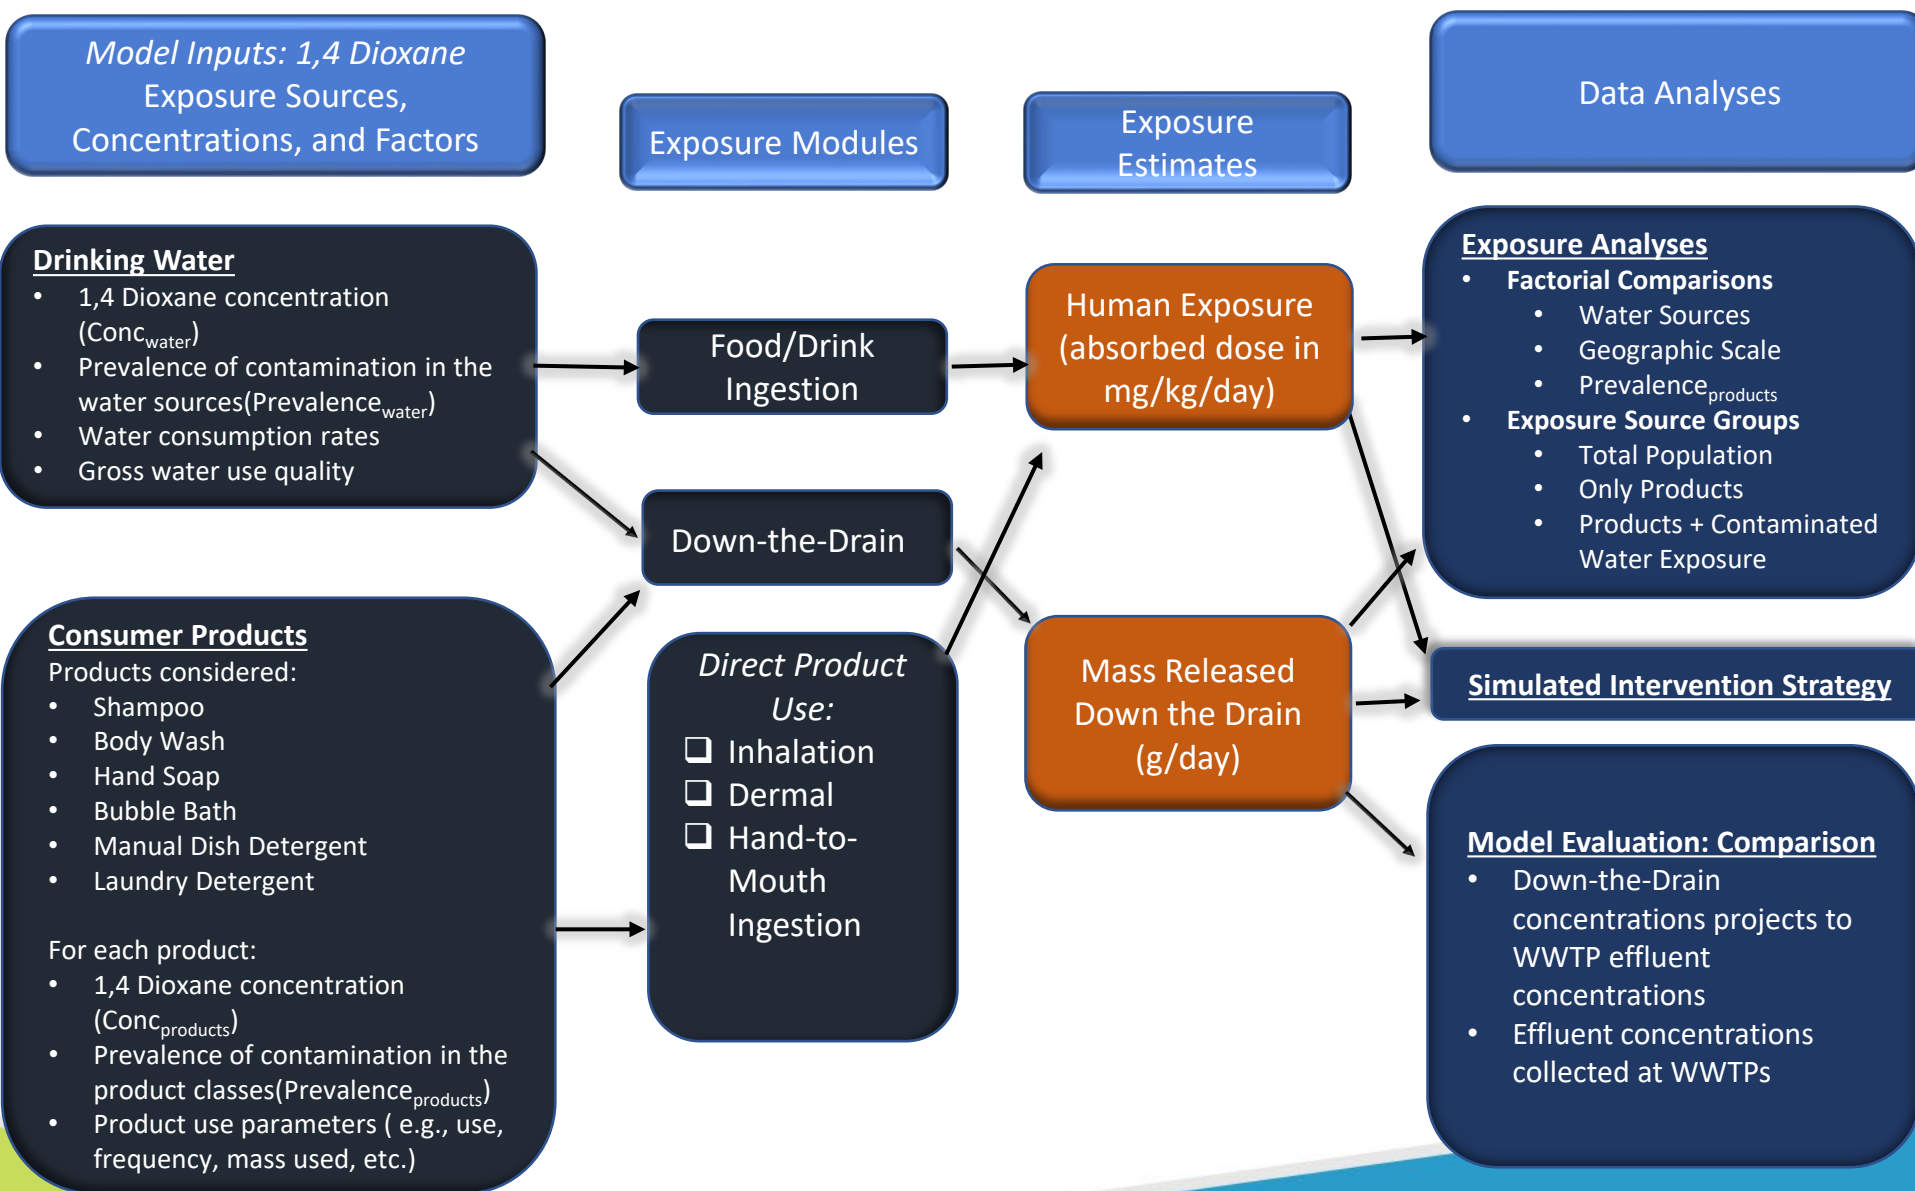 Model Inputs: 1,4 Dioxane
Exposure Sources,
Concentrations, and Factors
Exposure Modules
Exposure
Estimates
Data Analyses
Drinking Water
• 1,4 Dioxane concentration
(Conc_water)
• Prevalence of contamination in the
water sources(Prevalence_water)
• Water consumption rates
• Gross water use quality
Consumer Products
Products considered:
• Shampoo
• Body Wash
• Hand Soap
• Bubble Bath
• Manual Dish Detergent
• Laundry Detergent
For each product:
• 1,4 Dioxane concentration
(Conc_products)
• Prevalence of contamination in the
product classes(Prevalence_products)
• Product use parameters ( e.g., use,
frequency, mass used, etc.)
Food/Drink
Ingestion
Down-the-Drain
Direct Product
Use:
❑ Inhalation
❑ Dermal
❑ Hand-to-
Mouth
Ingestion
Human Exposure
(absorbed dose in
mg/kg/day)
Mass Released
Down the Drain
(g/day)
Exposure Analyses
• Factorial Comparisons
• Water Sources
• Geographic Scale
• Prevalence_products
• Exposure Source Groups
• Total Population
• Only Products
• Products + Contaminated
Water Exposure
Simulated Intervention Strategy
Model Evaluation: Comparison
• Down-the-Drain
concentrations projects to
WWTP effluent
concentrations
• Effluent concentrations
collected at WWTPs